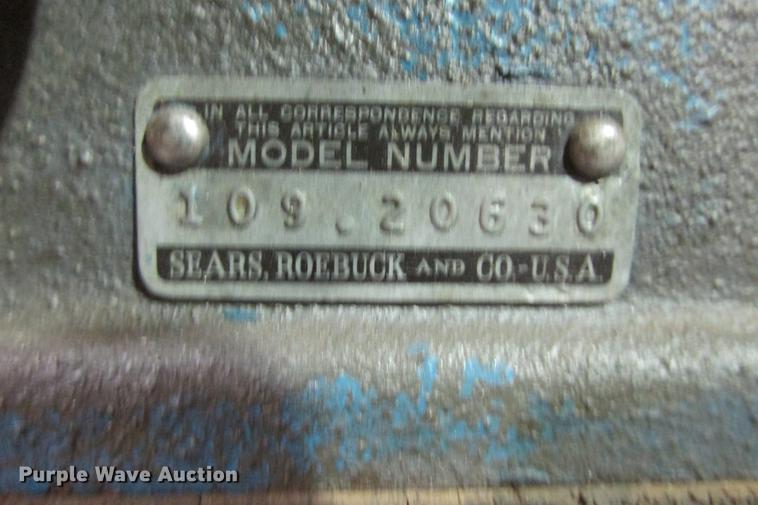 IN ALL CORRESPONDENCE REGARDING
THIS ARTICLE ALWAYS MENTION
MODEL NUMBER
109.20630
SEARS, ROEBUCK AND CO.-U.S.A.
Purple Wave Auction